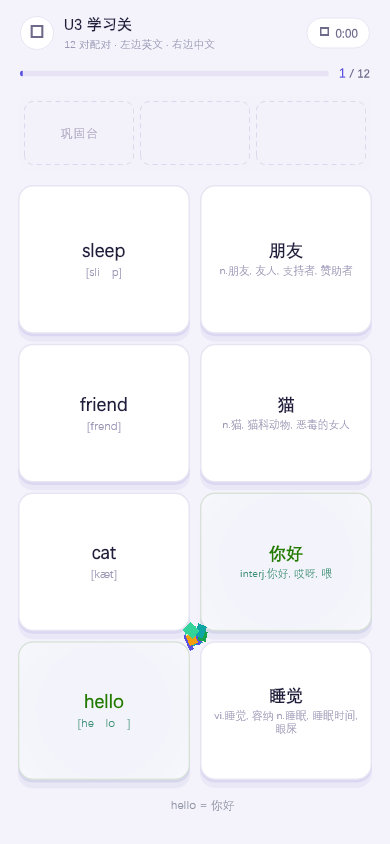 U3 学习关
12 对配对 · 左边英文 · 右边中文
0:00
1 / 12
巩固台
sleep
[sli p]
朋友
n.朋友, 友人, 支持者, 赞助者
friend
[frend]
猫
n.猫, 猫科动物, 恶毒的女人
cat
[kæt]
你好
interj.你好, 哎呀, 喂
hello
[he lo ]
睡觉
vi.睡觉, 容纳 n.睡眠, 睡眠时间,
眼屎
hello = 你好